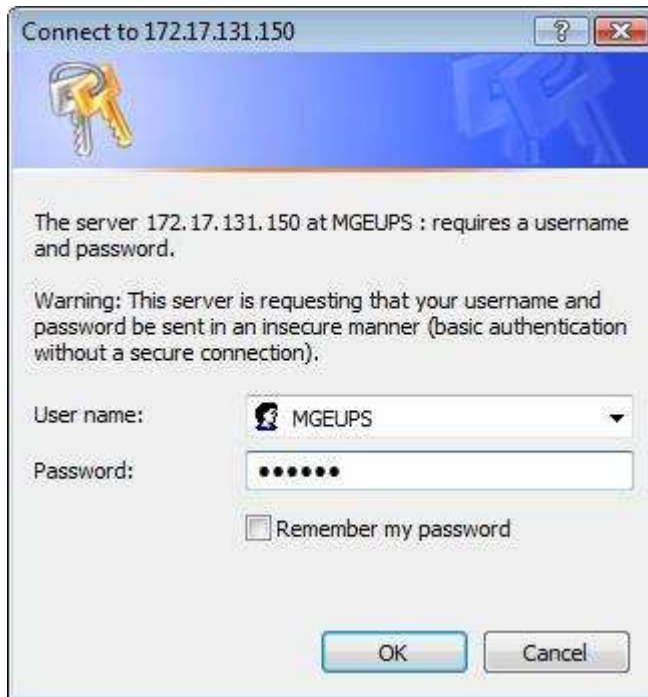 Connect to 172.17.131.150
The server 172.17.131.150 at MGEUPS : requires a username
and password.
Warning: This server is requesting that your username and
password be sent in an insecure manner (basic authentication
without a secure connection).
User name: MGEUPS
Password: ••••••
Remember my password
OK Cancel